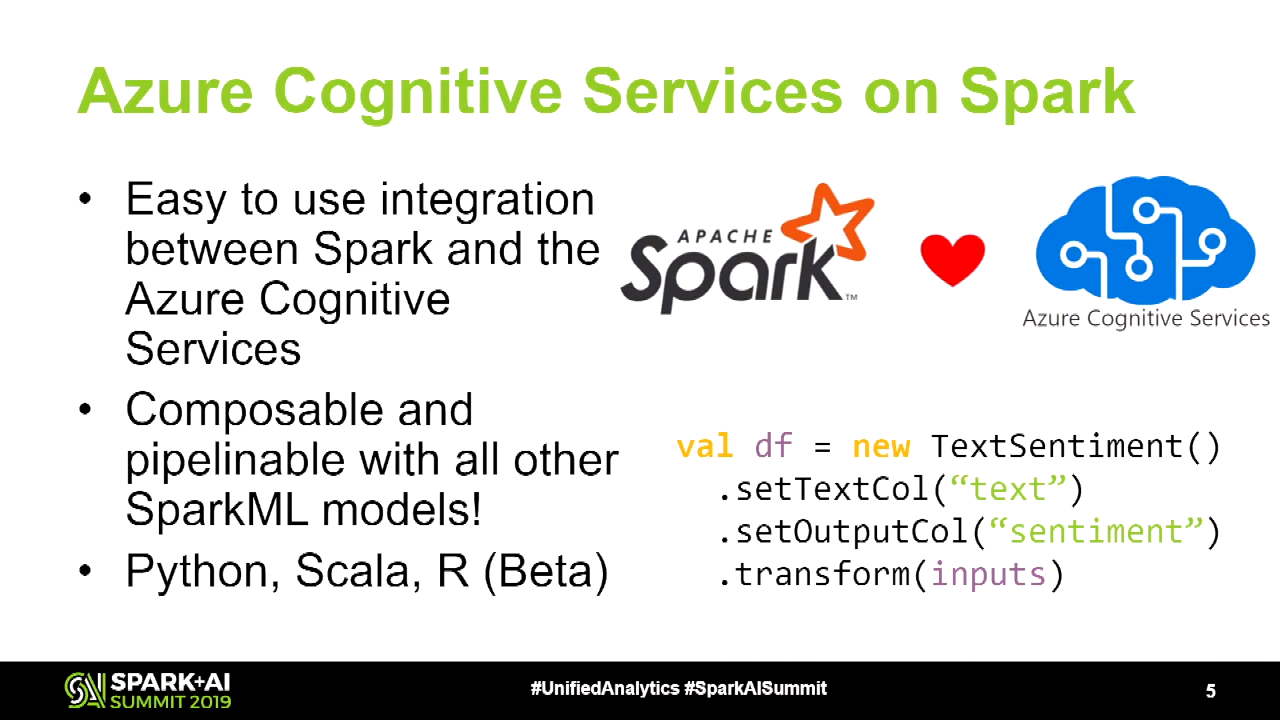 Azure Cognitive Services on Spark
• Easy to use integration
between Spark and the
Azure Cognitive
Services
• Composable and
pipelinable with all other
SparkML models!
• Python, Scala, R (Beta)
APACHE
Spark™
Azure Cognitive Services
val df = new TextSentiment()
.setTextCol(“text”)
.setOutputCol(“sentiment”)
.transform(inputs)
SPARK+AI
SUMMIT 2019
#UnifiedAnalytics #SparkAISummit
5